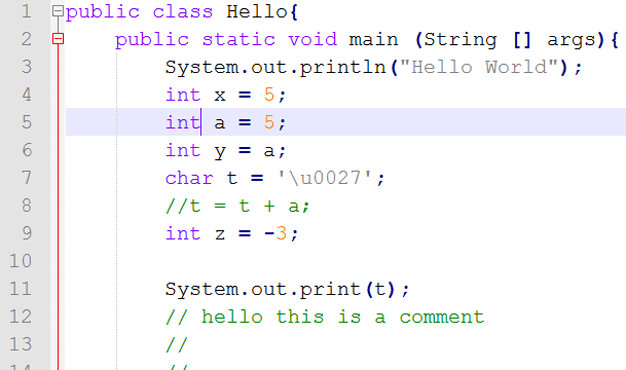 1 public class Hello{
2 public static void main (String [] args){
3 System.out.println("Hello World");
4 int x = 5;
5 int a = 5;
6 int y = a;
7 char t = '\u0027';
8 //t = t + a;
9 int z = -3;
10
11 System.out.print(t);
12 // hello this is a comment
13 //